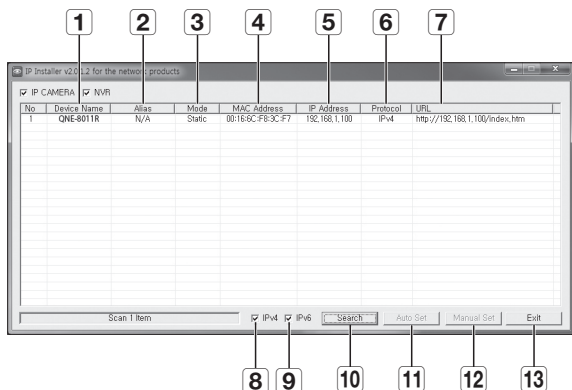 1 2 3 4 5 6 7
IP Installer v2.0.1.2 for the network products
IP CAMERA NVR
No Device Name Alias Mode MAC Address IP Address Protocol URL
1 QNE-8011R N/A Static 00:16:6C:F8:3C:F7 192,168,1,100 IPv4 http://192,168,1,100/index,htm
Scan 1 Item IPv4 IPv6 Search Auto Set Manual Set Exit
8 9 10 11 12 13